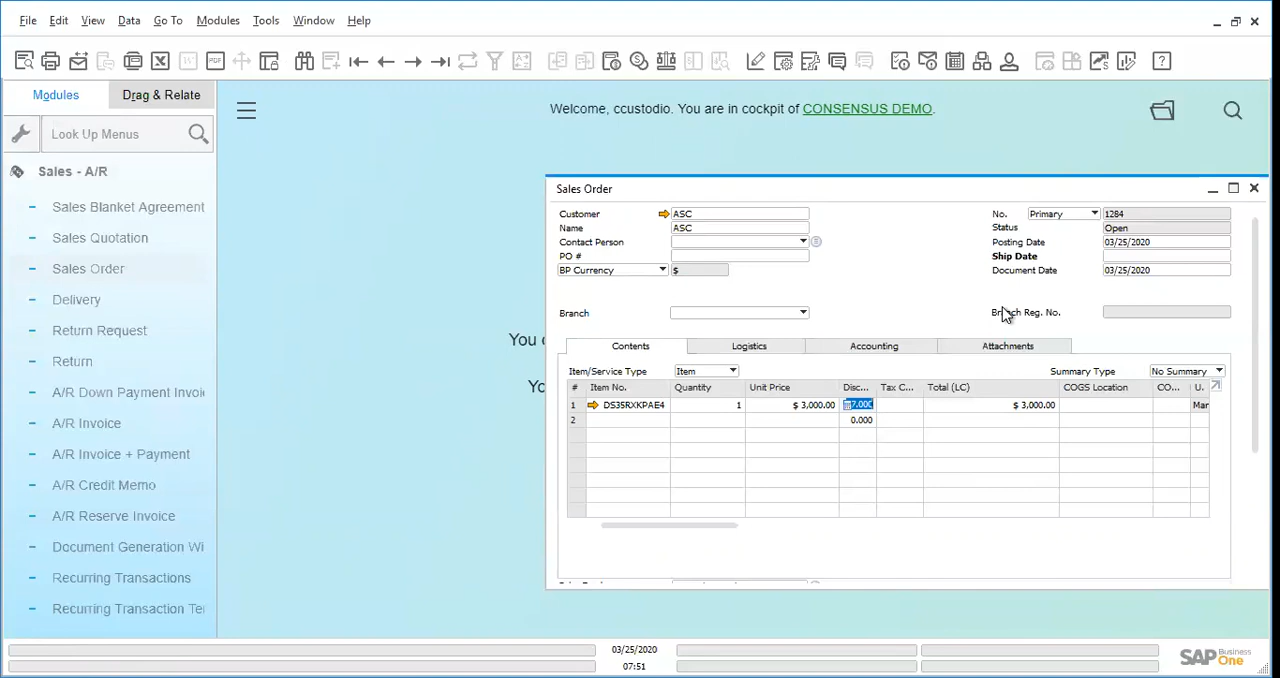 File Edit View Data Go To Modules Tools Window Help
PDF
Modules Drag & Relate
Look Up Menus
Welcome, ccustodio. You are in cockpit of CONSENSUS DEMO.
Sales - A/R
Sales Blanket Agreement
Sales Quotation
Sales Order
Delivery
Return Request
Return
A/R Down Payment Invoi
A/R Invoice
A/R Invoice + Payment
A/R Credit Memo
A/R Reserve Invoice
Document Generation Wi
Recurring Transactions
Recurring Transaction Te
You
Yo
Sales Order
Customer ASC No. Primary 1284
Name ASC Status Open
Contact Person Posting Date 03/25/2020
PO # Ship Date
BP Currency $ Document Date 03/25/2020
Branch Branch Reg. No.
Contents Logistics Accounting Attachments
Item/Service Type Item Summary Type No Summary
# Item No. Quantity Unit Price Disc... Tax C... Total (LC) COGS Location CO... U.
1 DS35RXKPAE4 1 $ 3,000.00 7.000 $ 3,000.00 Mar
2 0.000
03/25/2020
07:51
SAP Business One